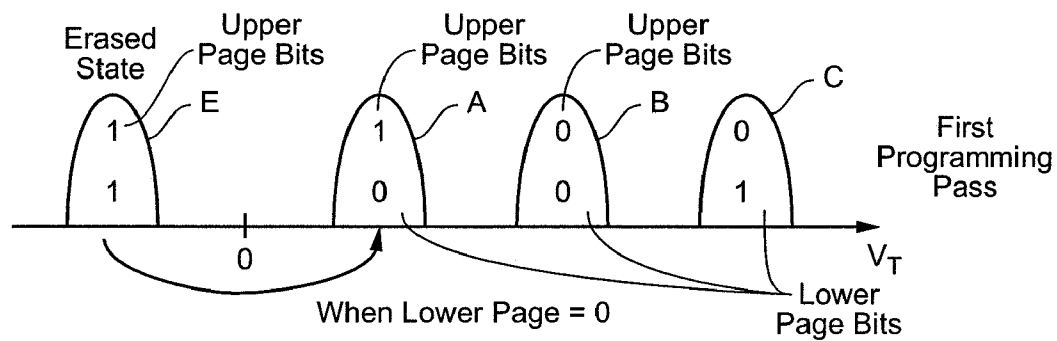 Erased
State
Upper
Page Bits
E
Upper
Page Bits
A
Upper
Page Bits
B
C
1
1
0
0
1
0
0
1
First
Programming
Pass
0
V_T
When Lower Page = 0
Lower
Page Bits